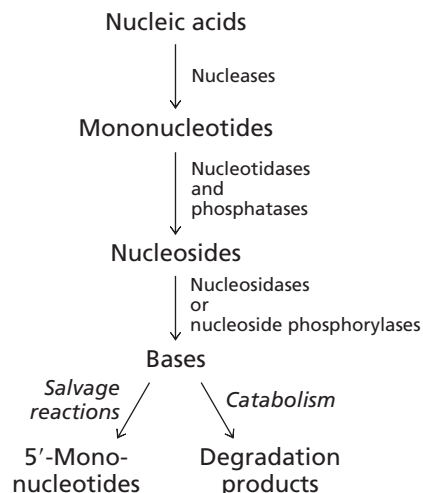 Nucleic acids
Nucleases
Mononucleotides
Nucleotidases
and
phosphatases
Nucleosides
Nucleosidases
or
nucleoside phosphorylases
Bases
Salvage
reactions
Catabolism
5′-Mono-
nucleotides
Degradation
products